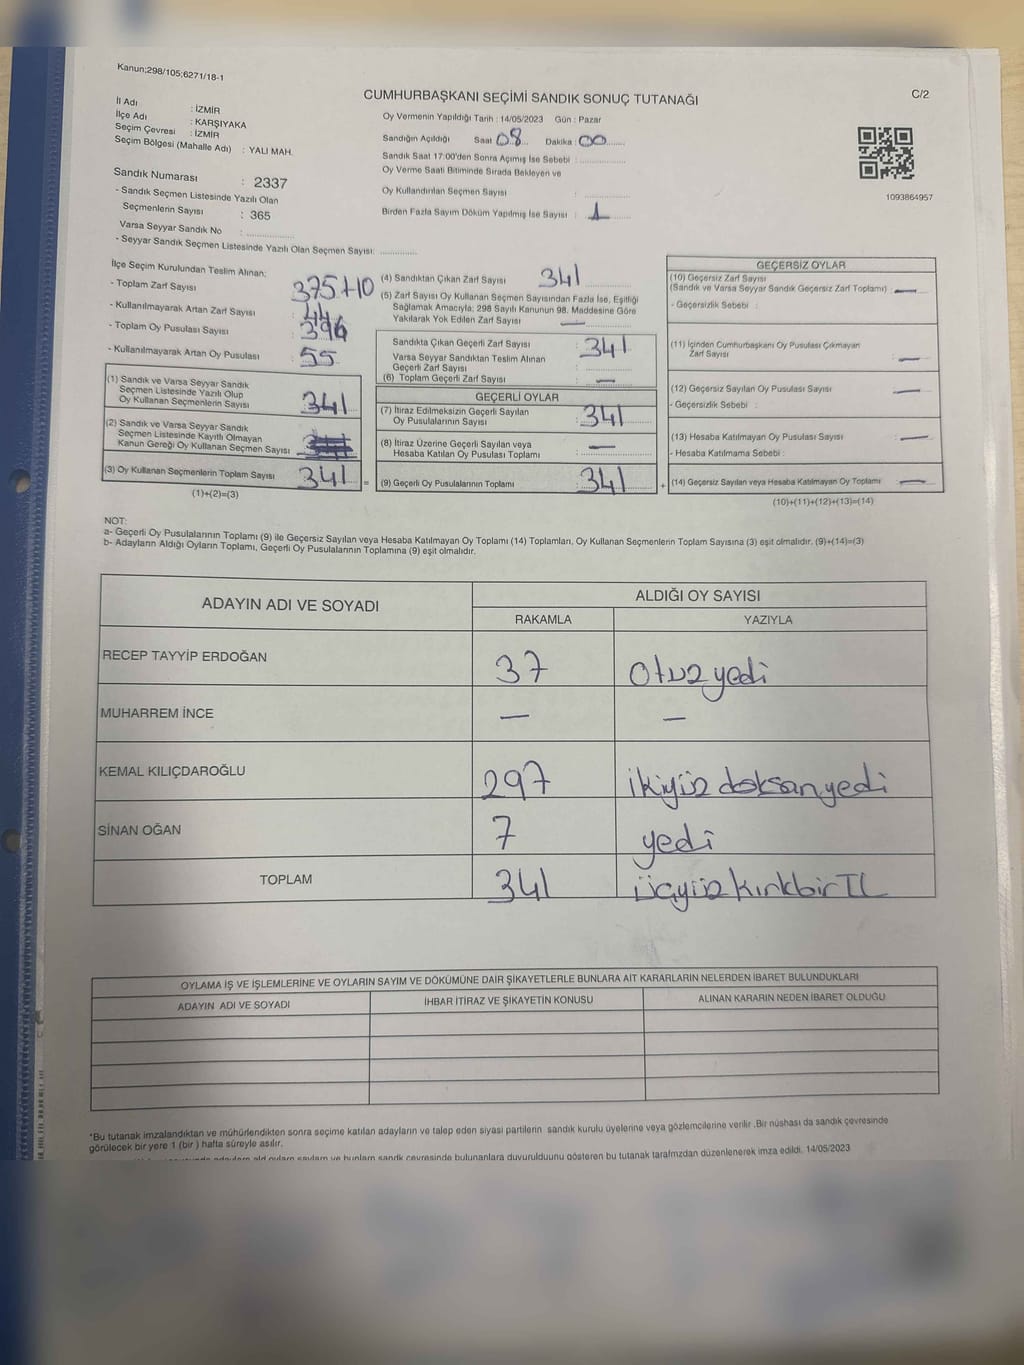 Kanun;298/105;6271/18-1
C/2
CUMHURBAŞKANI SEÇİMİ SANDIK SONUÇ TUTANAĞI
İl Adı : İZMİR
İlçe Adı : KARŞIYAKA
Seçim Çevresi : İZMİR
Seçim Bölgesi (Mahalle Adı) : YALI MAH.
Sandık Numarası : 2337
- Sandık Seçmen Listesinde Yazılı Olan
Seçmenlerin Sayısı : 365
Varsa Seyyar Sandık No :
- Seyyar Sandık Seçmen Listesinde Yazılı Olan Seçmen Sayısı:
Oy Vermenin Yapıldığı Tarih : 14/05/2023 Gün : Pazar
Sandığın Açıldığı Saat 08 Dakika : 00
Sandık Saat 17:00'den Sonra Açımış İse Sebebi :
Oy Verme Saati Bitiminde Sırada Bekleyen ve
Oy Kullandırılan Seçmen Sayısı :
Birden Fazla Sayım Döküm Yapılmış İse Sayısı : 1
1093864957
İlçe Seçim Kurulundan Teslim Alınan:
- Toplam Zarf Sayısı : 375+10
- Kullanılmayarak Artan Zarf Sayısı : 44
- Toplam Oy Pusulası Sayısı : 396
- Kullanılmayarak Artan Oy Pusulası : 55
(1) Sandık ve Varsa Seyyar Sandık
Seçmen Listesinde Yazılı Olup
Oy Kullanan Seçmenlerin Sayısı : 341
(2) Sandık ve Varsa Seyyar Sandık
Seçmen Listesinde Kayıtlı Olmayan
Kanun Gereği Oy Kullanan Seçmen Sayısı
(3) Oy Kullanan Seçmenlerin Toplam Sayısı 341 =
(1)+(2)=(3)
(4) Sandıktan Çıkan Zarf Sayısı 341
(5) Zarf Sayısı Oy Kullanan Seçmen Sayısından Fazla İse, Eşitliği
Sağlamak Amacıyla; 298 Sayılı Kanunun 98. Maddesine Göre
Yakılarak Yok Edilen Zarf Sayısı —
Sandıkta Çıkan Geçerli Zarf Sayısı : 341
Varsa Seyyar Sandıktan Teslim Alınan
Geçerli Zarf Sayısı :
(6) Toplam Geçerli Zarf Sayısı : —
GEÇERLİ OYLAR
(7) İtiraz Edilmeksizin Geçerli Sayılan
Oy Pusulalarının Sayısı : 341
(8) İtiraz Üzerine Geçerli Sayılan veya
Hesaba Katılan Oy Pusulası Toplamı : —
(9) Geçerli Oy Pusulalarının Toplamı : 341 +
GEÇERSİZ OYLAR
(10) Geçersiz Zarf Sayısı
(Sandık ve Varsa Seyyar Sandık Geçersiz Zarf Toplamı) : —
- Geçersizlik Sebebi :
(11) İçinden Cumhurbaşkanı Oy Pusulası Çıkmayan
Zarf Sayısı : —
(12) Geçersiz Sayılan Oy Pusulası Sayısı : —
- Geçersizlik Sebebi :
(13) Hesaba Katılmayan Oy Pusulası Sayısı : —
- Hesaba Katılmama Sebebi :
(14) Geçersiz Sayılan veya Hesaba Katılmayan Oy Toplamı : —
(10)+(11)+(12)+(13)=(14)
NOT:
a- Geçerli Oy Pusulalarının Toplamı (9) ile Geçersiz Sayılan veya Hesaba Katılmayan Oy Toplamı (14) Toplamları, Oy Kullanan Seçmenlerin Toplam Sayısına (3) eşit olmalıdır. (9)+(14)=(3)
b- Adayların Aldığı Oyların Toplamı, Geçerli Oy Pusulalarının Toplamına (9) eşit olmalıdır.
ADAYIN ADI VE SOYADI
ALDIĞI OY SAYISI
RAKAMLA YAZIYLA
RECEP TAYYİP ERDOĞAN 37 Otuzyedi
MUHARREM İNCE — —
KEMAL KILIÇDAROĞLU 297 ikiyüz doksanyedi
SİNAN OĞAN 7 yedi
TOPLAM 341 üçyüzkırkbirTL
OYLAMA İŞ VE İŞLEMLERİNE VE OYLARIN SAYIM VE DÖKÜMÜNE DAİR ŞİKAYETLERLE BUNLARA AİT KARARLARIN NELERDEN İBARET BULUNDUKLARI
ADAYIN ADI VE SOYADI İHBAR İTİRAZ VE ŞİKAYETİN KONUSU ALINAN KARARIN NEDEN İBARET OLDUĞU
*Bu tutanak imzalandıktan ve mühürlendikten sonra seçime katılan adayların ve talep eden siyasi partilerin sandık kurulu üyelerine veya gözlemcilerine verilir .Bir nüshası da sandık çevresinde
görülecek bir yere 1 (bir ) hafta süreyle asılır.
sandık çevresinde bulunanlara duyurulduğunu gösteren bu tutanak tarafımızdan düzenlenerek imza edildi. 14/05/2023